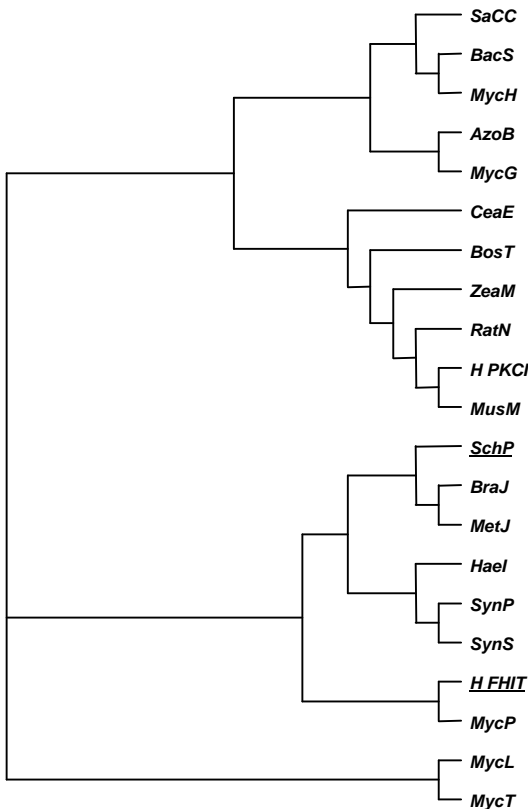 SaCC
BacS
MycH
AzoB
MycG
CeaE
BosT
ZeaM
RatN
H PKCI
MusM
SchP
BraJ
MetJ
HaeI
SynP
SynS
H FHIT
MycP
MycL
MycT